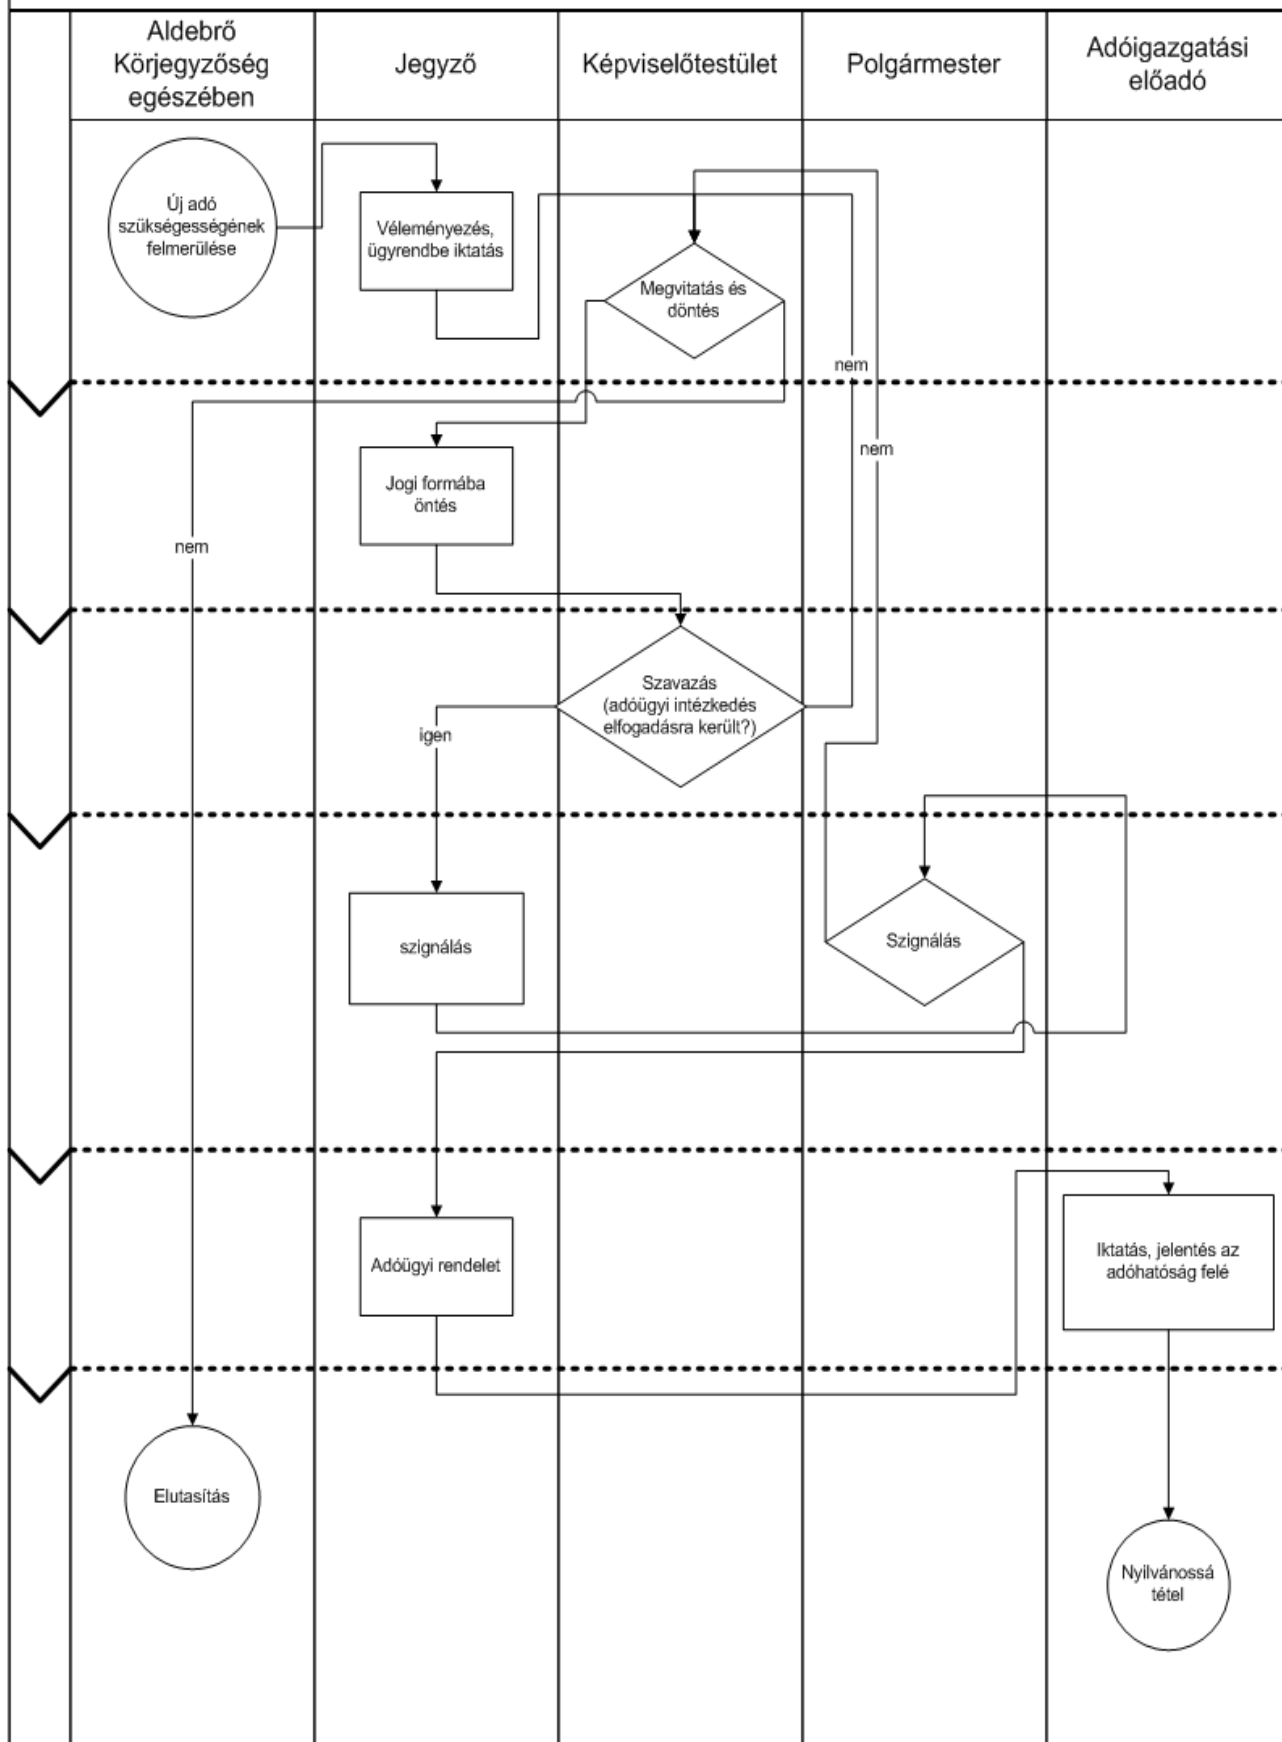 Aldebrő
Körjegyzőség
egészében
Jegyző
Képviselőtestület
Polgármester
Adóigazgatási
előadó
Új adó
szükségességének
felmerülése
Véleményezés,
ügyrendbe iktatás
Megvitatás és
döntés
nem
nem
Jogi formába
öntés
nem
Szavazás
(adóügyi intézkedés
elfogadásra került?)
igen
szignálás
Szignálás
Adóügyi rendelet
Iktatás, jelentés az
adóhatóság felé
Elutasítás
Nyilvánossá
tétel